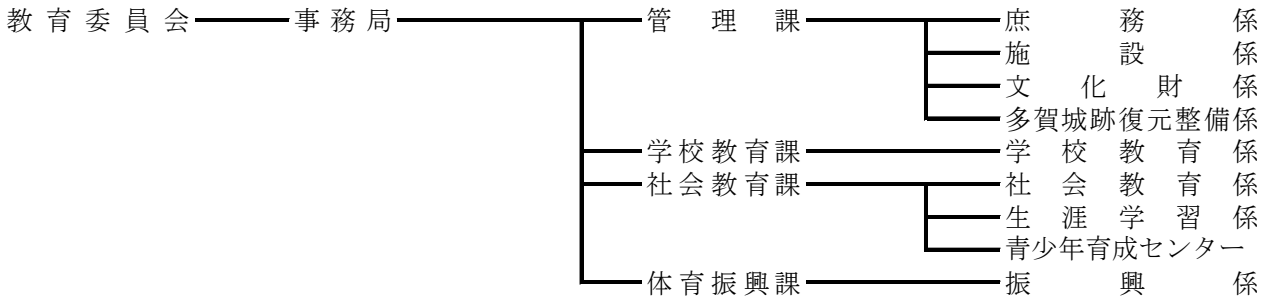 教育委員会 事務局 管理課 庶務係
施設係
文化財係
多賀城跡復元整備係
学校教育課 学校教育係
社会教育課 社会教育係
生涯学習係
青少年育成センター
体育振興課 振興係